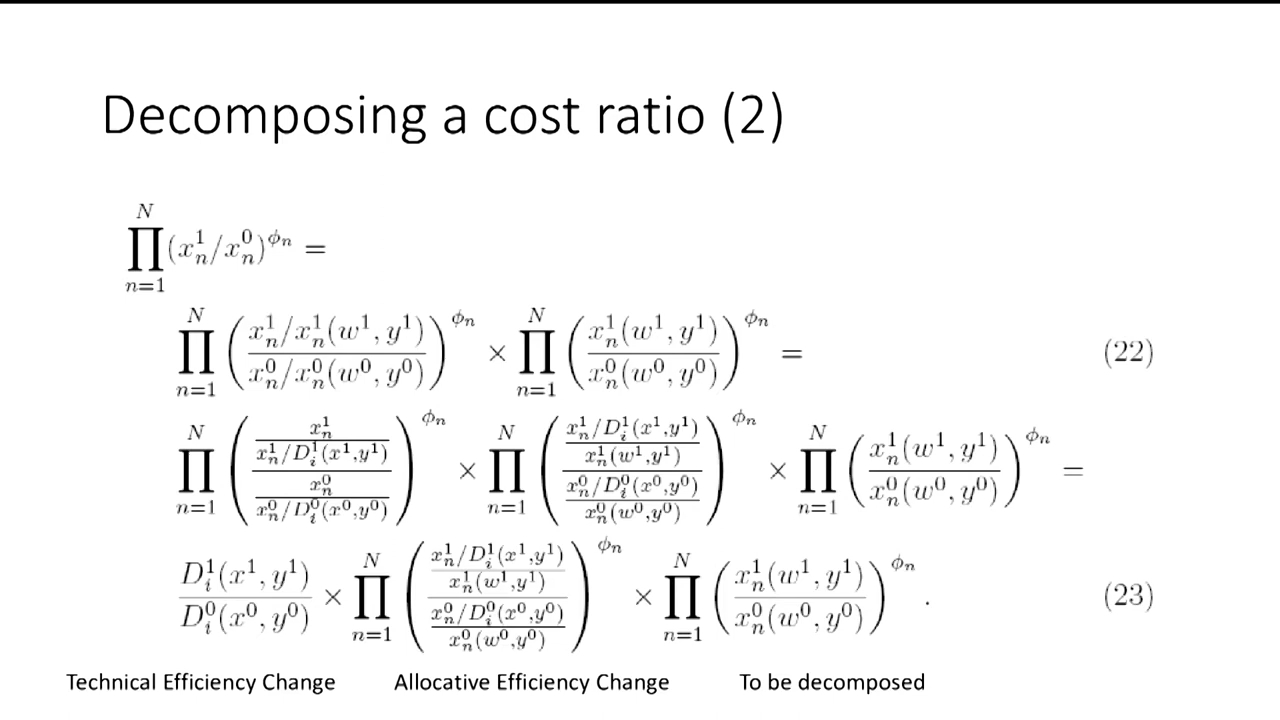 Decomposing a cost ratio (2)
\prod_{n=1}^{N} (x_n^1/x_n^0)^{\phi_n} =
\prod_{n=1}^{N} \left( \frac{x_n^1/x_n^1(w^1, y^1)}{x_n^0/x_n^0(w^0, y^0)} \right)^{\phi_n} \times \prod_{n=1}^{N} \left( \frac{x_n^1(w^1, y^1)}{x_n^0(w^0, y^0)} \right)^{\phi_n} = (22)
\prod_{n=1}^{N} \left( \frac{\frac{x_n^1}{x_n^1/D_i^1(x^1,y^1)}}{\frac{x_n^0}{x_n^0/D_i^0(x^0,y^0)}} \right)^{\phi_n} \times \prod_{n=1}^{N} \left( \frac{\frac{x_n^1/D_i^1(x^1,y^1)}{x_n^1(w^1,y^1)}}{\frac{x_n^0/D_i^0(x^0,y^0)}{x_n^0(w^0,y^0)}} \right)^{\phi_n} \times \prod_{n=1}^{N} \left( \frac{x_n^1(w^1, y^1)}{x_n^0(w^0, y^0)} \right)^{\phi_n} =
\frac{D_i^1(x^1, y^1)}{D_i^0(x^0, y^0)} \times \prod_{n=1}^{N} \left( \frac{\frac{x_n^1/D_i^1(x^1,y^1)}{x_n^1(w^1,y^1)}}{\frac{x_n^0/D_i^0(x^0,y^0)}{x_n^0(w^0,y^0)}} \right)^{\phi_n} \times \prod_{n=1}^{N} \left( \frac{x_n^1(w^1, y^1)}{x_n^0(w^0, y^0)} \right)^{\phi_n} . (23)
Technical Efficiency Change Allocative Efficiency Change To be decomposed